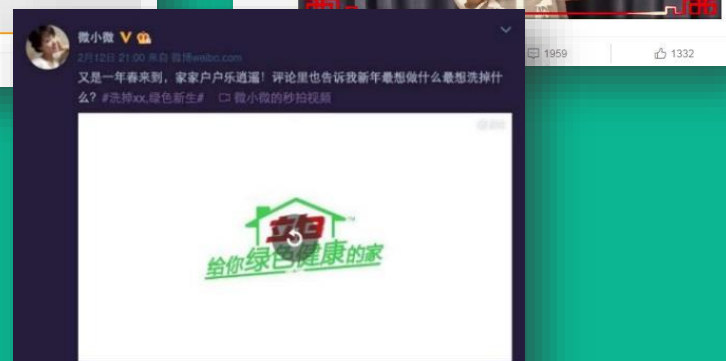 微小微
2月12日 21:00 来自 微博weibo.com
又是一年春来到，家家户户乐逍遥！评论里也告诉我新年最想做什么最想洗掉什
么？#洗掉xx,绿色新生# 微小微的秒拍视频
1959
1332
立白
给你绿色健康的家